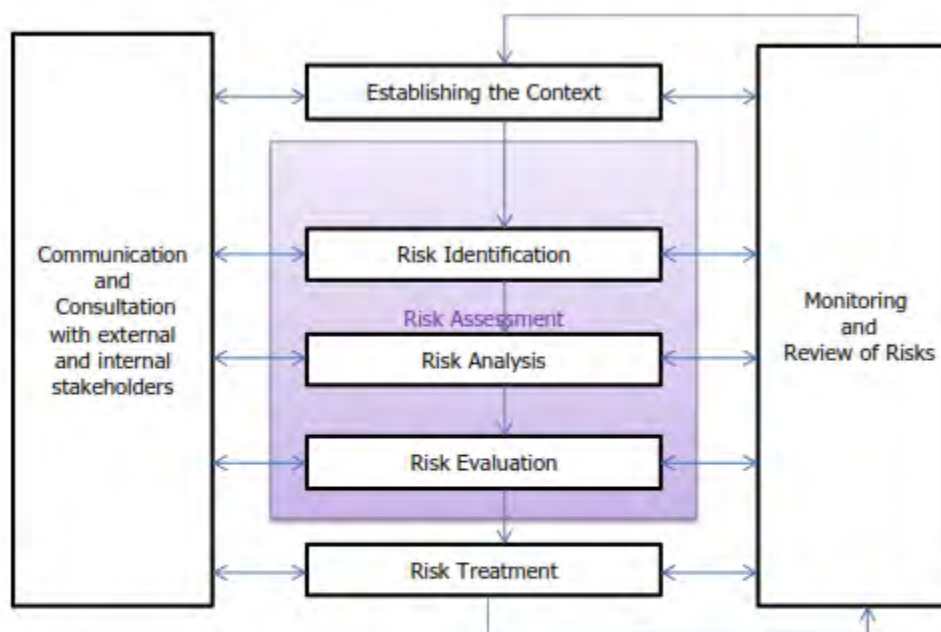 Establishing the Context
Communication
and
Consultation
with external
and internal
stakeholders
Risk Identification
Risk Assessment
Risk Analysis
Risk Evaluation
Risk Treatment
Monitoring
and
Review of Risks